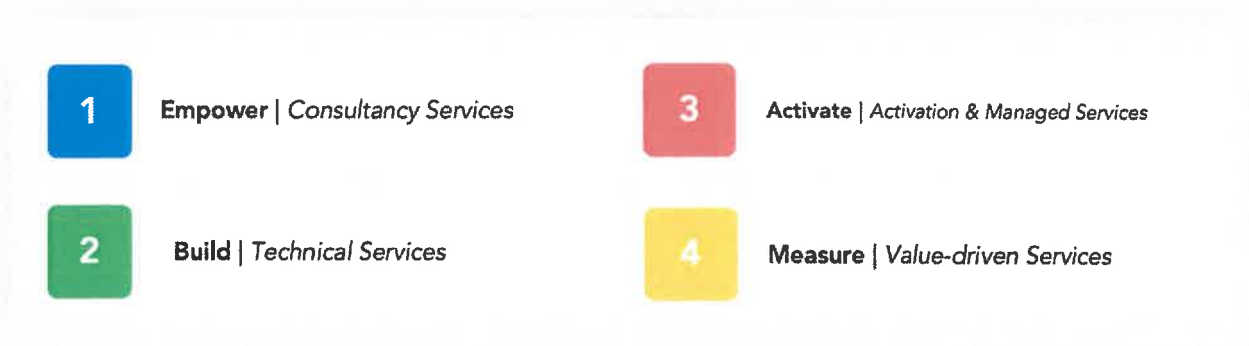 1
Empower | Consultancy Services
2
Build | Technical Services
3
Activate | Activation & Managed Services
4
Measure | Value-driven Services